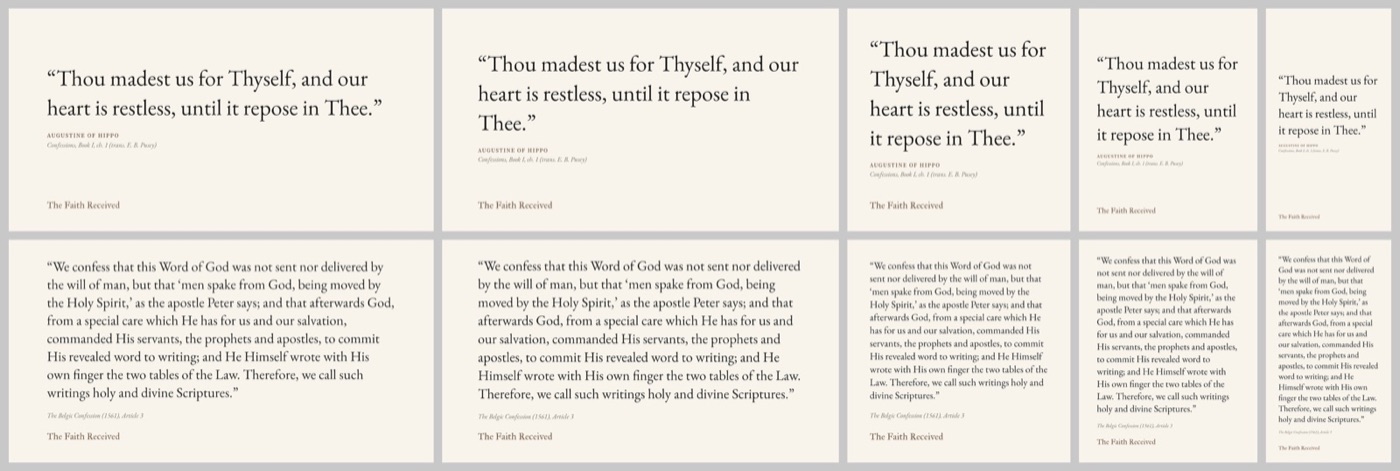 “Thou madest us for Thyself, and our
heart is restless, until it repose in Thee.”
AUGUSTINE OF HIPPO
Confessions, Book I, ch. 1 (trans. E. B. Pusey)
The Faith Received
“Thou madest us for Thyself, and our
heart is restless, until it repose in
Thee.”
AUGUSTINE OF HIPPO
Confessions, Book I, ch. 1 (trans. E. B. Pusey)
The Faith Received
“Thou madest us for
Thyself, and our
heart is restless, until
it repose in Thee.”
AUGUSTINE OF HIPPO
Confessions, Book I, ch. 1 (trans. E. B. Pusey)
The Faith Received
“Thou madest us for
Thyself, and our
heart is restless, until
it repose in Thee.”
AUGUSTINE OF HIPPO
Confessions, Book I, ch. 1 (trans. E. B. Pusey)
The Faith Received
“Thou madest us for
Thyself, and our
heart is restless, until
it repose in Thee.”
The Faith Received
“We confess that this Word of God was not sent nor delivered by
the will of man, but that ‘men spake from God, being moved by
the Holy Spirit,’ as the apostle Peter says; and that afterwards God,
from a special care which He has for us and our salvation,
commanded His servants, the prophets and apostles, to commit
His revealed word to writing; and He Himself wrote with His
own finger the two tables of the Law. Therefore, we call such
writings holy and divine Scriptures.”
The Belgic Confession (1561), Article 3
The Faith Received
“We confess that this Word of God was not sent nor delivered
by the will of man, but that ‘men spake from God, being
moved by the Holy Spirit,’ as the apostle Peter says; and that
afterwards God, from a special care which He has for us and
our salvation, commanded His servants, the prophets and
apostles, to commit His revealed word to writing; and He
Himself wrote with His own finger the two tables of the Law.
Therefore, we call such writings holy and divine Scriptures.”
The Belgic Confession (1561), Article 3
The Faith Received
“We confess that this Word of God was not
sent nor delivered by the will of man, but that
‘men spake from God, being moved by the
Holy Spirit,’ as the apostle Peter says; and that
afterwards God, from a special care which He
has for us and our salvation, commanded His
servants, the prophets and apostles, to commit
His revealed word to writing; and He Himself
wrote with His own finger the two tables of the
Law. Therefore, we call such writings holy and
divine Scriptures.”
The Belgic Confession (1561), Article 3
The Faith Received
“We confess that this Word of God was
not sent nor delivered by the will of
man, but that ‘men spake from God,
being moved by the Holy Spirit,’ as the
apostle Peter says; and that afterwards
God, from a special care which He has
for us and our salvation, commanded
His servants, the prophets and apostles,
to commit His revealed word to
writing; and He Himself wrote with
His own finger the two tables of the
Law. Therefore, we call such writings
holy and divine Scriptures.”
The Belgic Confession (1561), Article 3
The Faith Received
“We confess that this Word of
God was not sent nor delivered
by the will of man, but that
‘men spake from God, being
moved by the Holy Spirit,’ as
the apostle Peter says; and that
afterwards God, from a special
care which He has for us and
our salvation, commanded His
servants, the prophets and
apostles, to commit His revealed
word to writing; and He
Himself wrote with His own
finger the two tables of the Law.
Therefore, we call such writings
holy and divine Scriptures.”
The Faith Received